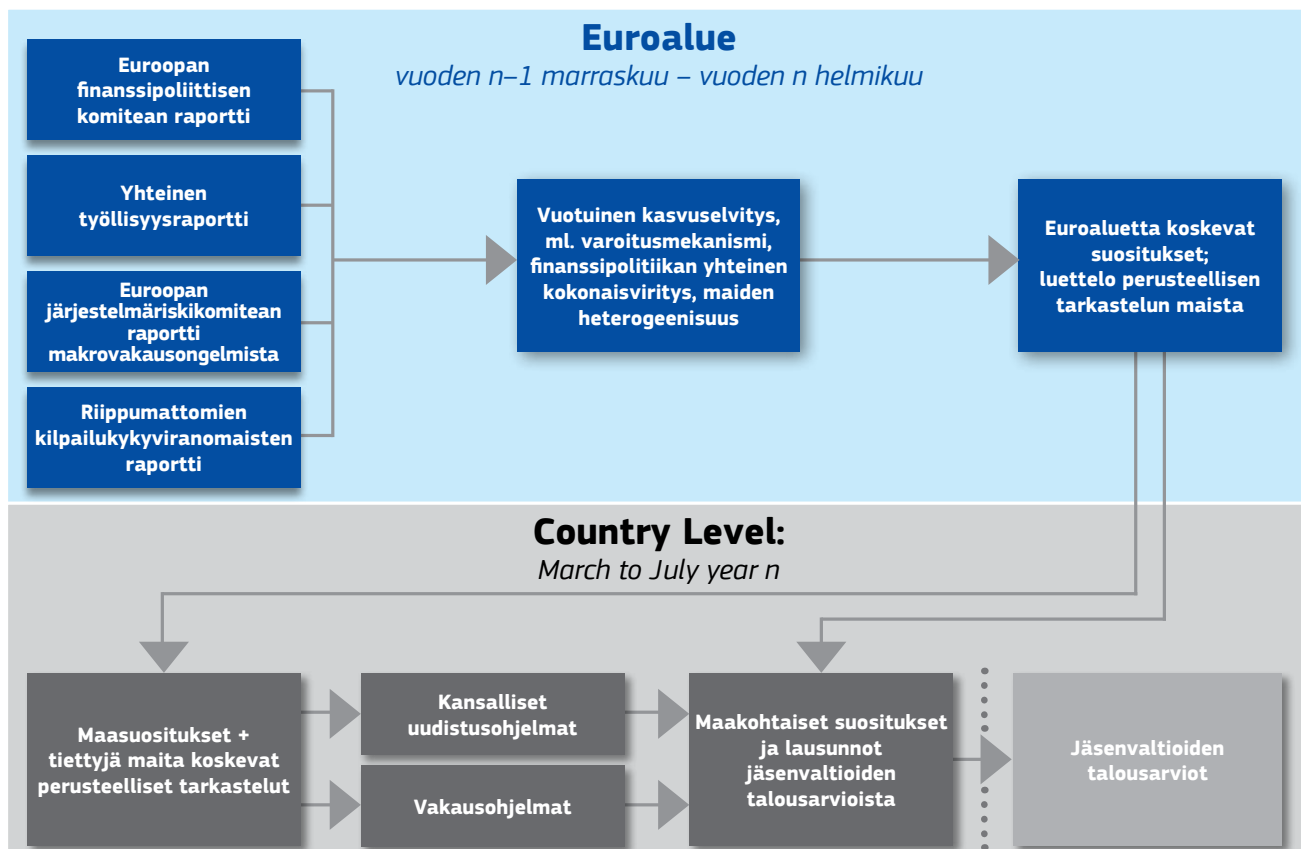 Euroalue
vuoden n–1 marraskuu – vuoden n helmikuu
Euroopan
finanssipoliittisen
komitean raportti
Yhteinen
työllisyysraportti
Euroopan
järjestelmäriskikomitean
raportti
makrovakausongelmista
Riippumattomien
kilpailukykyviranomaisten
raportti
Vuotuinen kasvuselvitys,
ml. varoitusmekanismi,
finanssipolitiikan yhteinen
kokonaisviritys, maiden
heterogeenisuus
Euroaluetta koskevat
suositukset;
luettelo perusteellisen
tarkastelun maista
Country Level:
March to July year n
Maasuositukset +
tiettyjä maita koskevat
perusteelliset tarkastelut
Kansalliset
uudistusohjelmat
Vakausohjelmat
Maakohtaiset suositukset
ja lausunnot
jäsenvaltioiden
talousarvioista
Jäsenvaltioiden
talousarviot